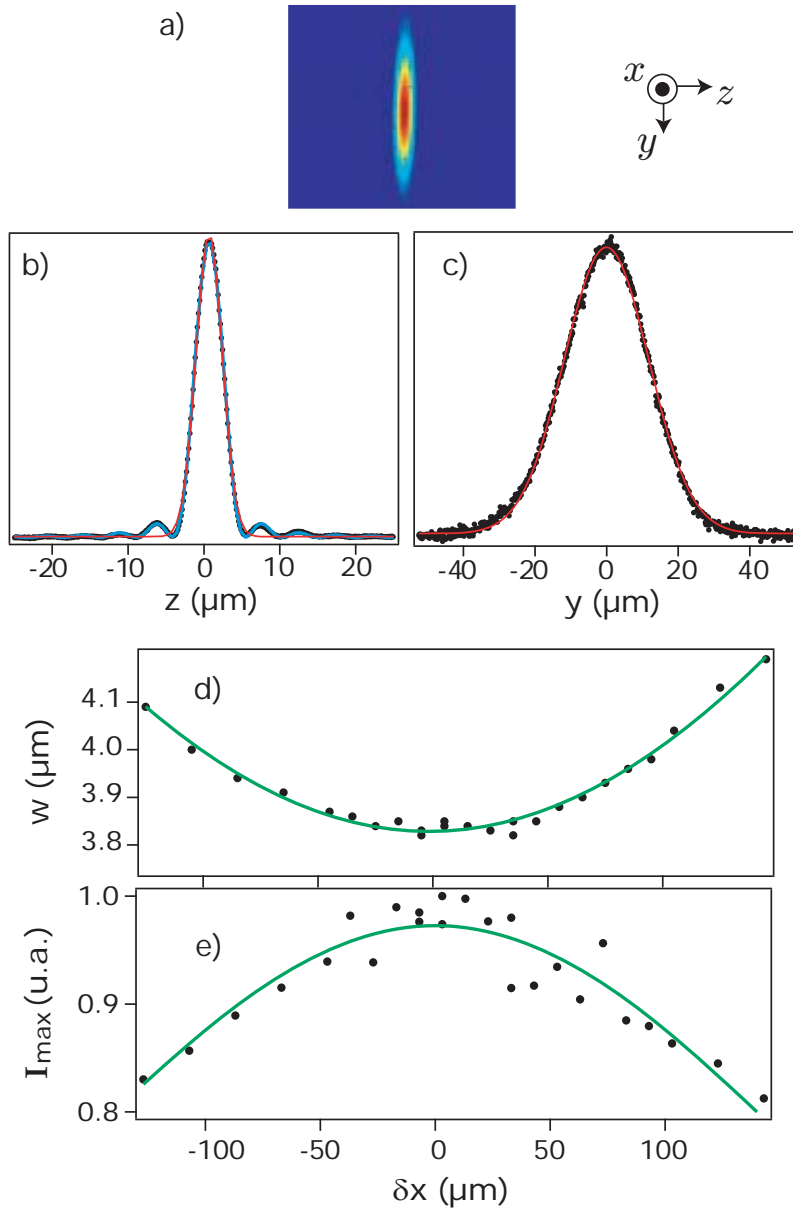 a)
x
z
y
b)
c)
-20 -10 0 10 20
-40 -20 0 20 40
z (µm)
y (µm)
d)
4.1
4.0
3.9
3.8
w (µm)
e)
1.0
0.9
0.8
Imax (u.a.)
-100 -50 0 50 100
δx (µm)